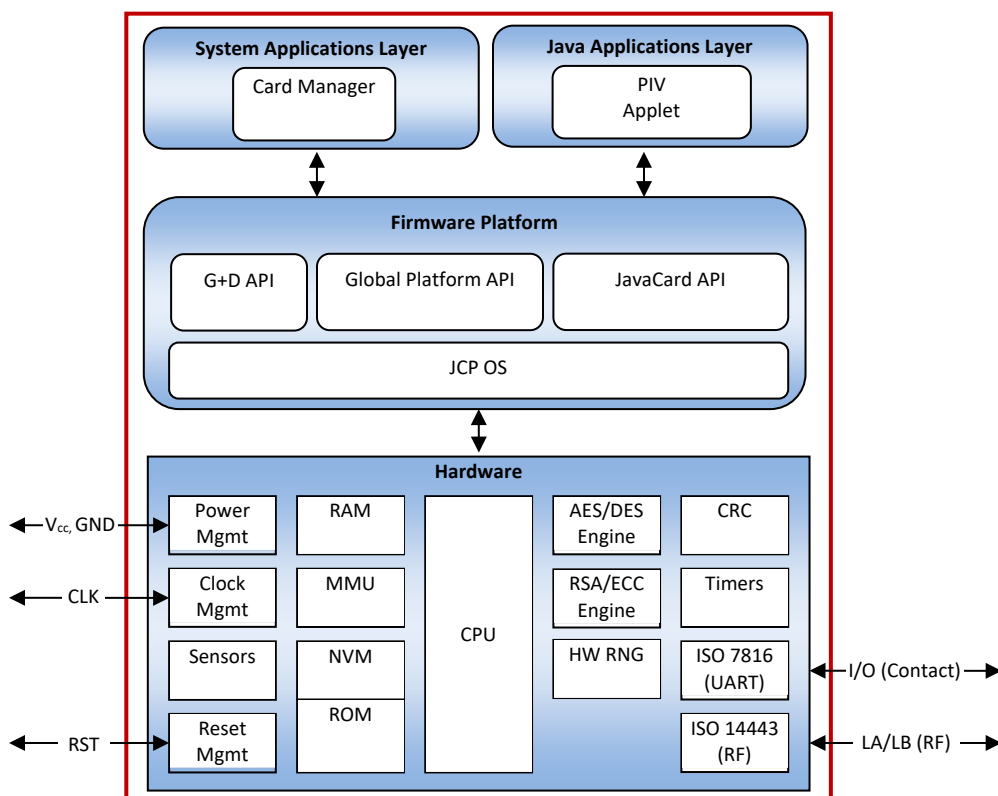 System Applications Layer
Card Manager
Java Applications Layer
PIV
Applet
Firmware Platform
G+D API
Global Platform API
JavaCard API
JCP OS
Hardware
Power
Mgmt
RAM
CPU
AES/DES
Engine
CRC
Clock
Mgmt
MMU
RSA/ECC
Engine
Timers
Sensors
NVM
HW RNG
ISO 7816
(UART)
Reset
Mgmt
ROM
ISO 14443
(RF)
Vcc, GND
CLK
RST
I/O (Contact)
LA/LB (RF)